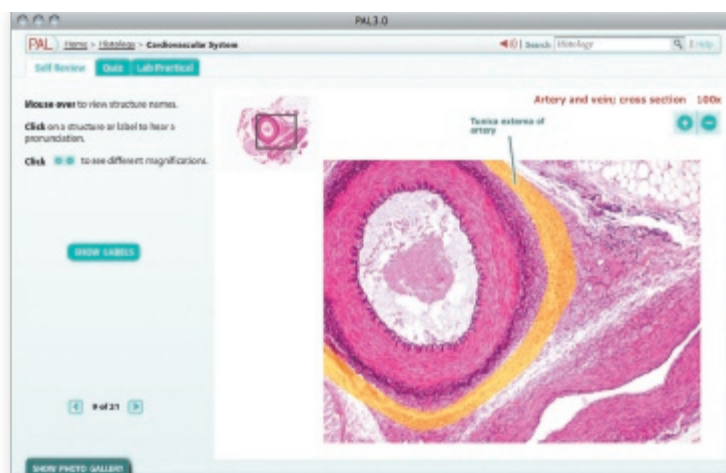 PAL3.0
PAL Home > Histology > Cardiovascular System
Search Histology Help
Self Review Quiz Lab Practical
Mouse over to view structure names.
Click on a structure or label to hear a
pronunciation.
Click to see different magnifications.
SHOW LABELS
9 of 21
SHOW PHOTO GALLERY
Artery and vein; cross section 100x
Tunica externa of
artery